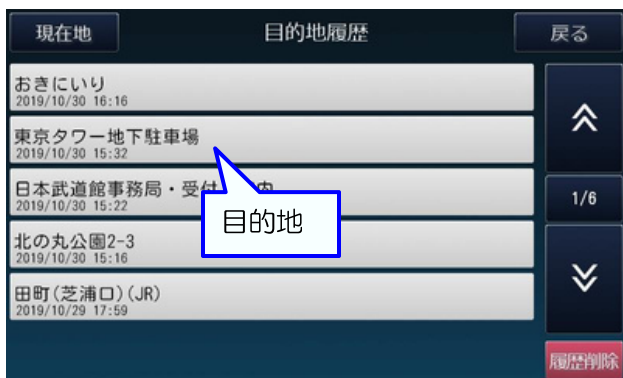 現在地
目的地履歴
戻る
おきにいり
2019/10/30 16:16
東京タワー地下駐車場
2019/10/30 15:32
日本武道館事務局・受付 内
2019/10/30 15:22
目的地
北の丸公園2-3
2019/10/30 15:16
田町(芝浦口)(JR)
2019/10/29 17:59
1/6
履歴削除